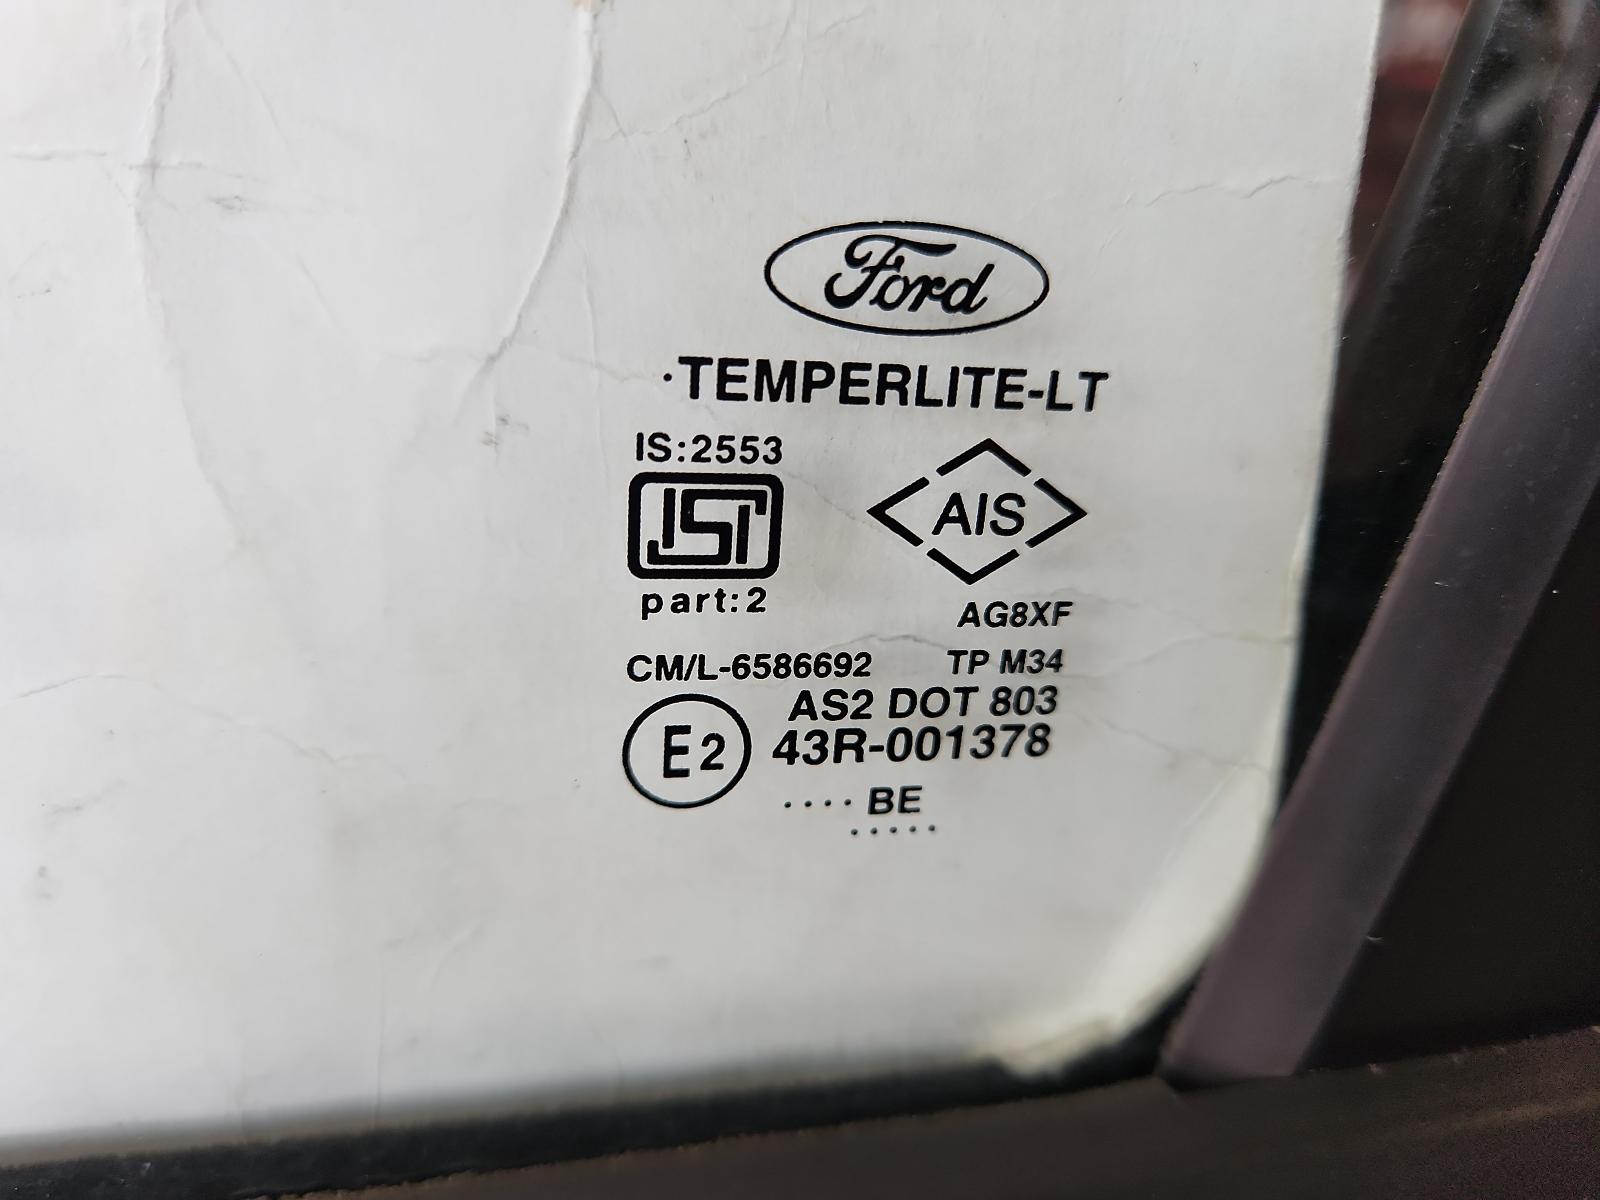 Ford
TEMPERLITE-LT
IS:2553
ISI
AIS
part:2
AG8XF
CM/L-6586692 TP M34
AS2 DOT 803
E2 43R-001378
.... BE
.....